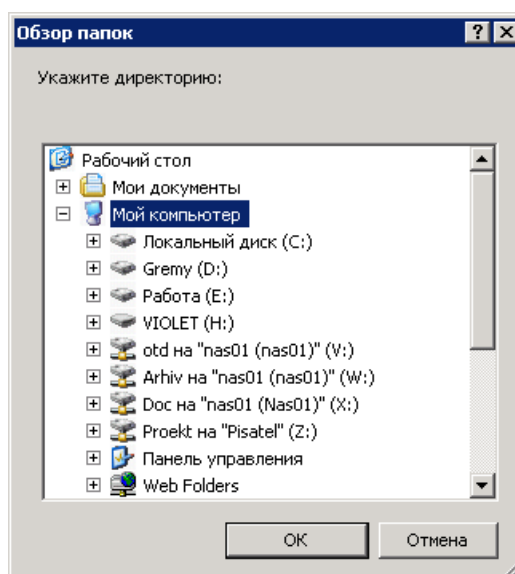 Обзор папок
Укажите директорию:
Рабочий стол
Мои документы
Мой компьютер
Локальный диск (C:)
Gremy (D:)
Работа (E:)
VIOLET (H:)
otd на "nas01 (nas01)" (V:)
Arhiv на "nas01 (nas01)" (W:)
Doc на "nas01 (Nas01)" (X:)
Proekt на "Pisatel" (Z:)
Панель управления
Web Folders
ОК Отмена